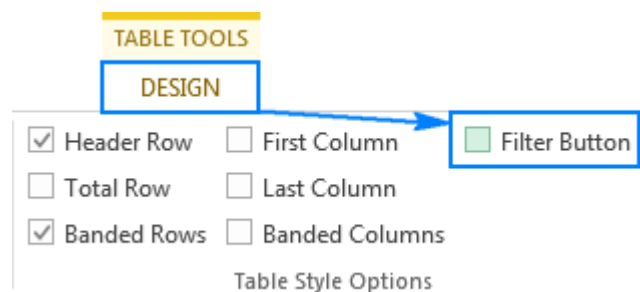 TABLE TOOLS
DESIGN
Header Row First Column Filter Button
Total Row Last Column
Banded Rows Banded Columns
Table Style Options